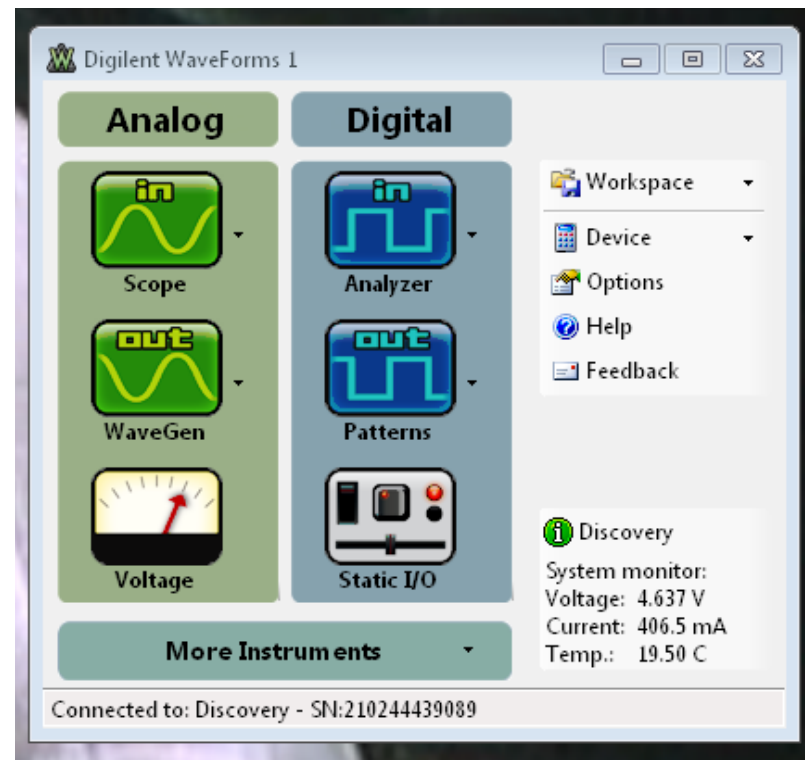 Digilent WaveForms 1
Analog
Digital
in
in
Scope
Analyzer
out
out
WaveGen
Patterns
Voltage
Static I/O
More Instruments
Workspace
Device
Options
Help
Feedback
Discovery
System monitor:
Voltage: 4.637 V
Current: 406.5 mA
Temp.: 19.50 C
Connected to: Discovery - SN:210244439089